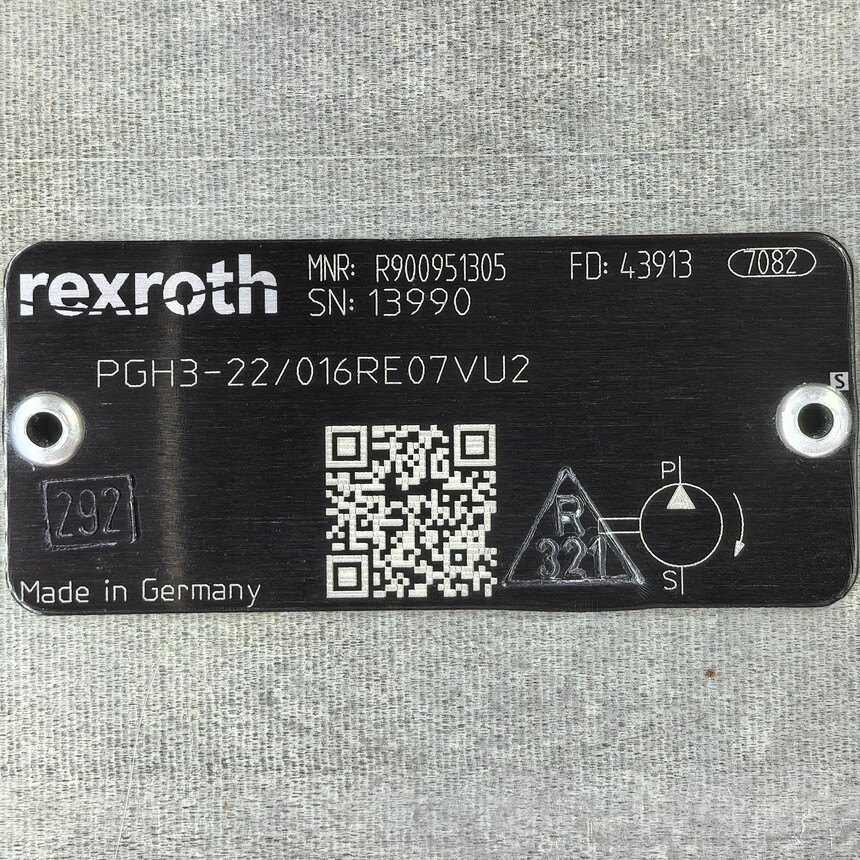 rexroth MNR: R900951305 FD: 43913 7082
SN: 13990
PGH3-22/016RE07VU2
S
292
R
321
P
S
Made in Germany